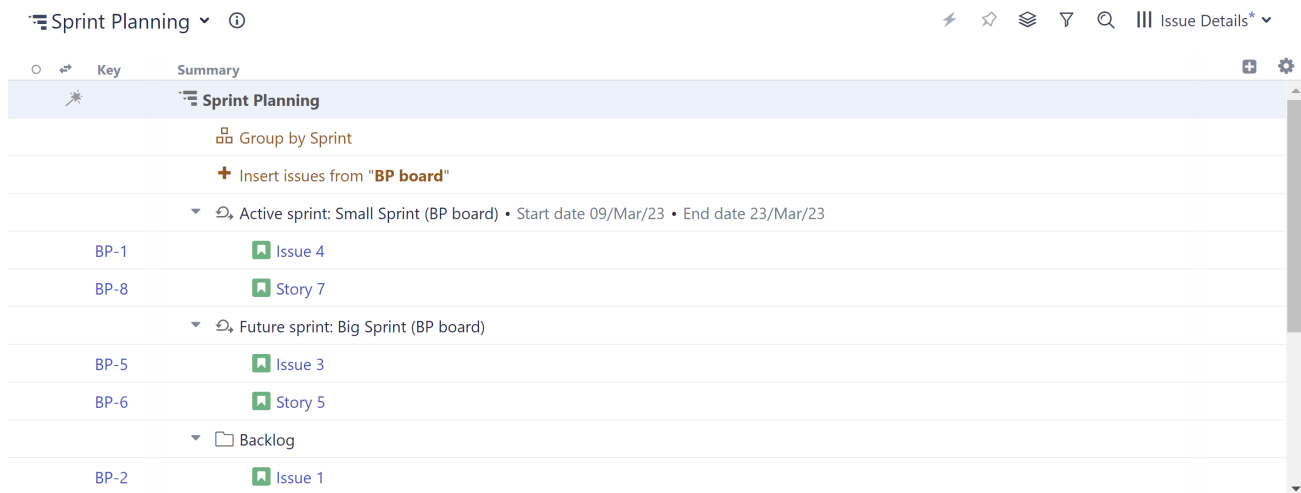 Sprint Planning
Issue Details*
Key Summary
Sprint Planning
Group by Sprint
Insert issues from "BP board"
Active sprint: Small Sprint (BP board) • Start date 09/Mar/23 • End date 23/Mar/23
BP-1 Issue 4
BP-8 Story 7
Future sprint: Big Sprint (BP board)
BP-5 Issue 3
BP-6 Story 5
Backlog
BP-2 Issue 1